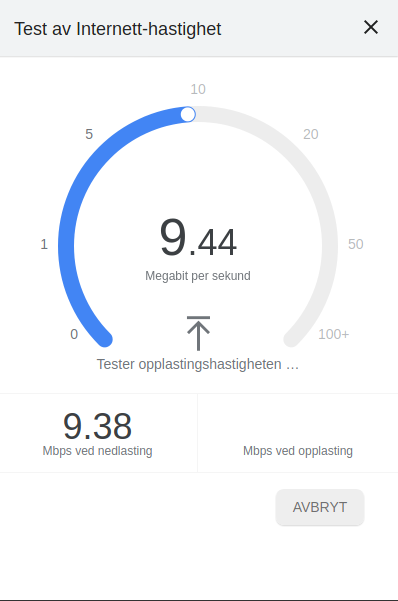 Test av Internett-hastighet
10
5
20
1
50
9.44
Megabit per sekund
0
100+
Tester opplastingshastigheten …
9.38
Mbps ved nedlasting
Mbps ved opplasting
AVBRYT